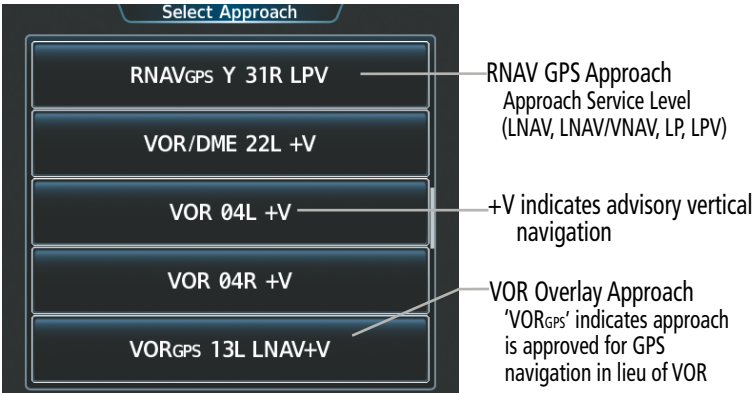 Select Approach
RNAVGPS Y 31R LPV
VOR/DME 22L +V
VOR 04L +V
VOR 04R +V
VORGPS 13L LNAV+V
RNAV GPS Approach
Approach Service Level
(LNAV, LNAV/VNAV, LP, LPV)
+V indicates advisory vertical
navigation
VOR Overlay Approach
'VORGPS' indicates approach
is approved for GPS
navigation in lieu of VOR